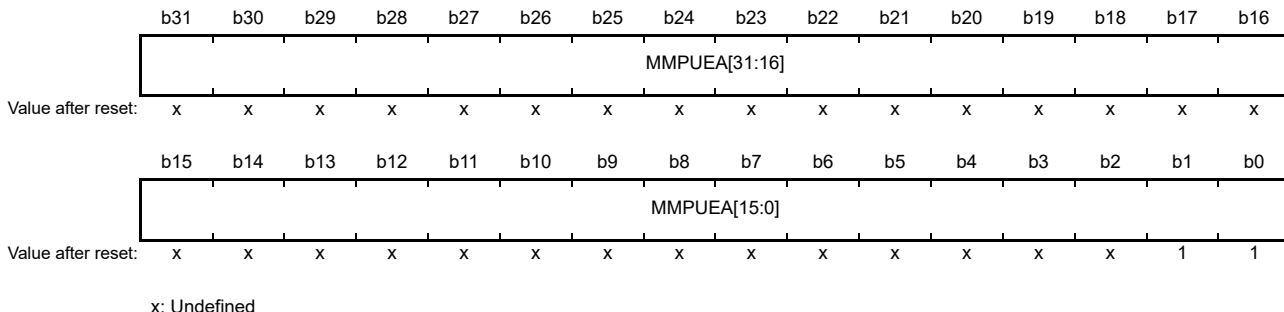 b31 b30 b29 b28 b27 b26 b25 b24 b23 b22 b21 b20 b19 b18 b17 b16
MMPUEA[31:16]
Value after reset: x x x x x x x x x x x x x x x x
b15 b14 b13 b12 b11 b10 b9 b8 b7 b6 b5 b4 b3 b2 b1 b0
MMPUEA[15:0]
Value after reset: x x x x x x x x x x x x x x 1 1
x: Undefined